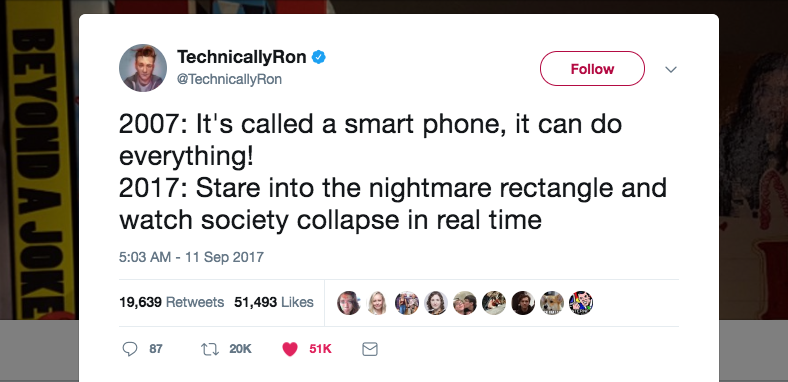 BEYOND A JOKE
TechnicallyRon
@TechnicallyRon
Follow
2007: It's called a smart phone, it can do
everything!
2017: Stare into the nightmare rectangle and
watch society collapse in real time
5:03 AM - 11 Sep 2017
19,639 Retweets 51,493 Likes
87 20K 51K